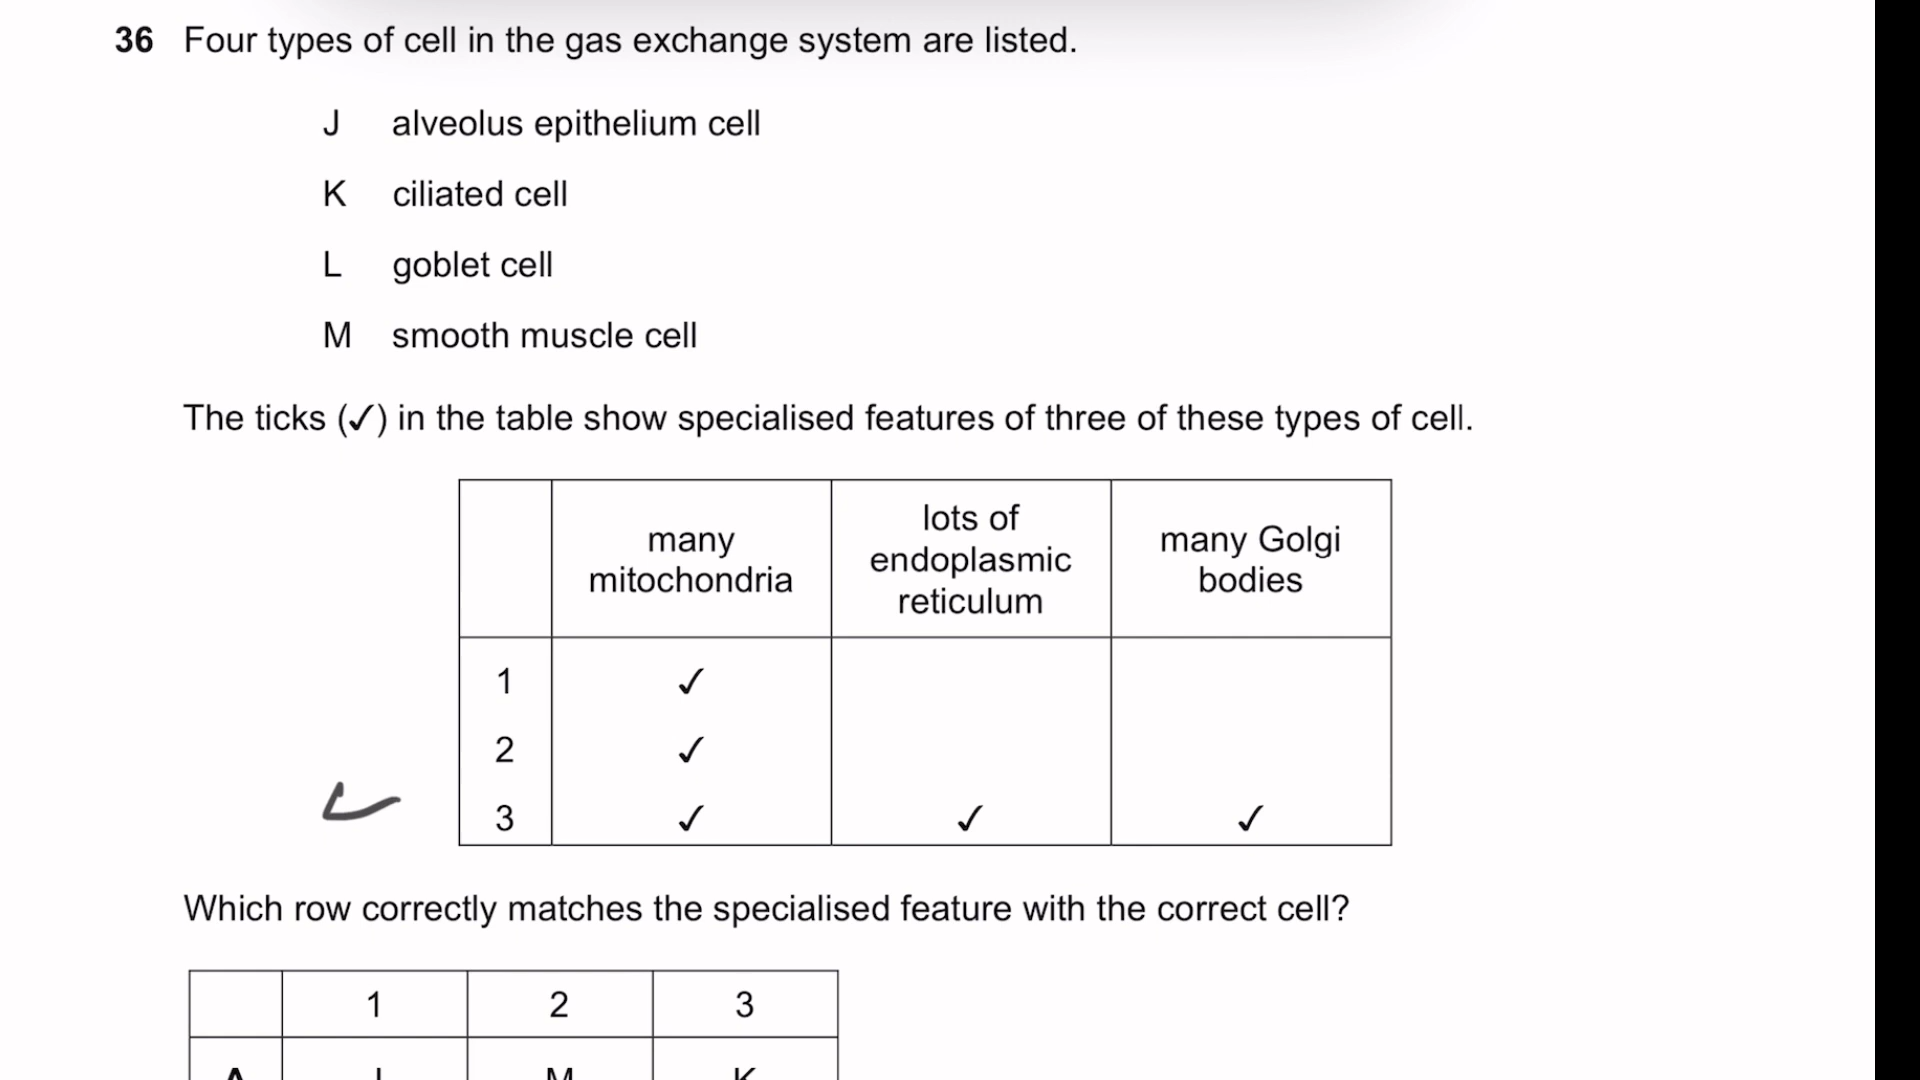 36 Four types of cell in the gas exchange system are listed.
J alveolus epithelium cell
K ciliated cell
L goblet cell
M smooth muscle cell
The ticks (✓) in the table show specialised features of three of these types of cell.
many mitochondria lots of endoplasmic reticulum many Golgi bodies
1 ✓
2 ✓
3 ✓ ✓ ✓
Which row correctly matches the specialised feature with the correct cell?
1 2 3
A M K